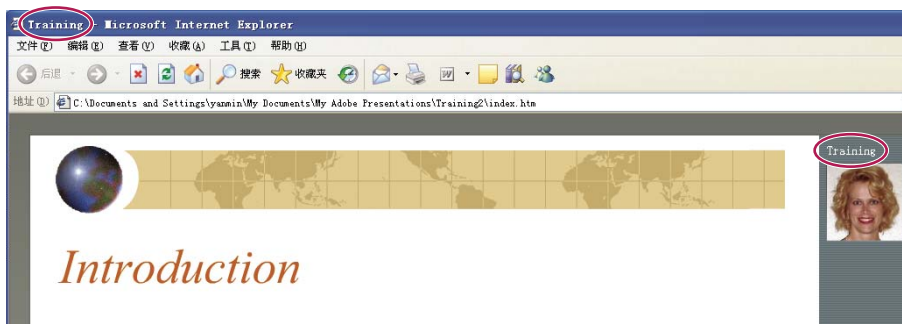 Training - Microsoft Internet Explorer
文件(F) 编辑(E) 查看(V) 收藏(A) 工具(T) 帮助(H)
后退 搜索 收藏夹
地址(D) C:\Documents and Settings\yanmin\My Documents\My Adobe Presentations\Training2\index.htm
Training
Introduction